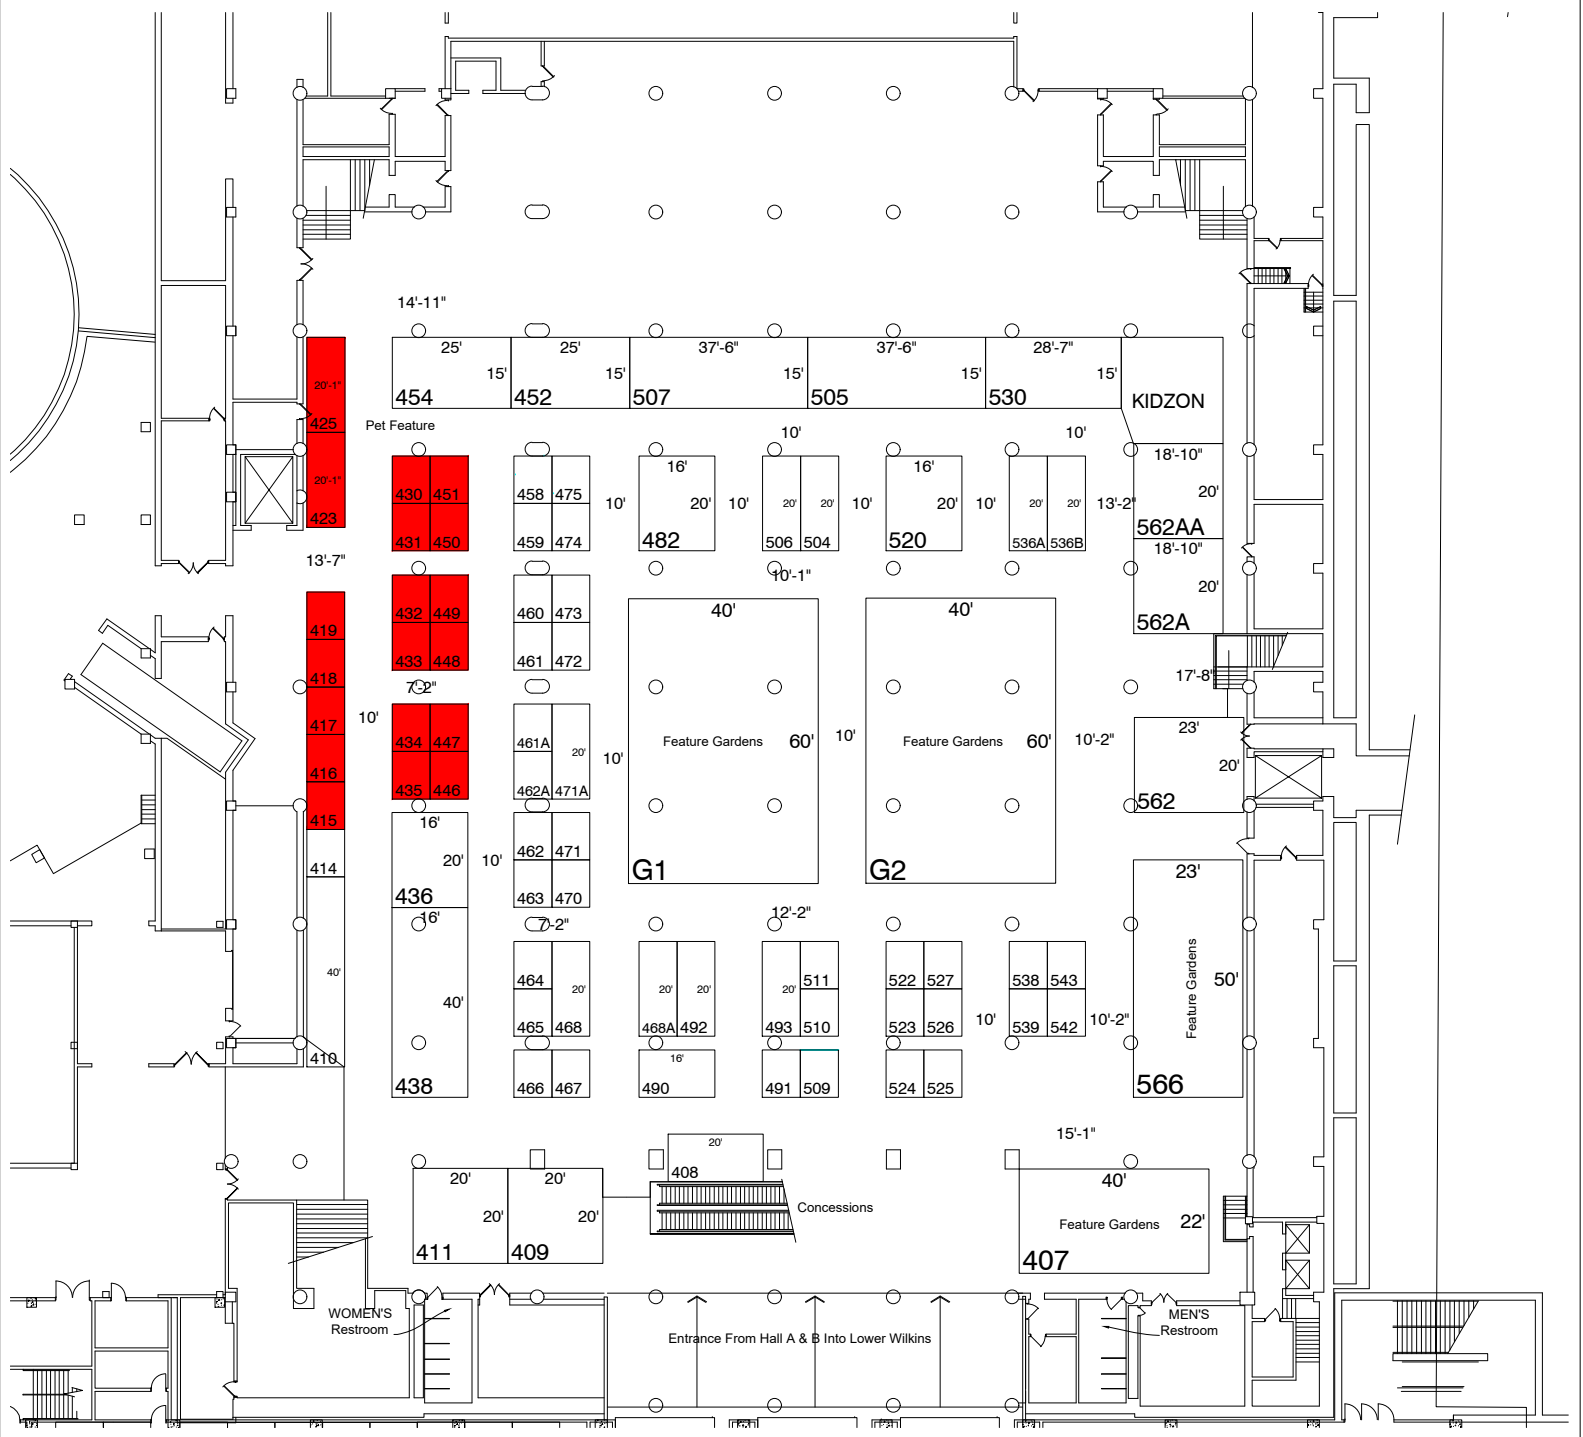 14'-11"
25' 25' 37'-6" 37'-6" 28'-7"
15' 15' 15' 15' 15'
454 452 507 505 530 KIDZON
20'-1"
425
Pet Feature
10' 10'
20'-1"
423
430 451 458 475 16' 20' 10' 10' 20' 20' 10' 16' 20' 10' 20' 20' 13'-2" 18'-10" 20'
431 450 459 474 482 506 504 520 536A 536B 562AA
13'-7"
10'-1"
18'-10"
20'
562A
419 432 449 460 473 40' 40'
418 433 448 461 472
7'-2"
17'-8"
417 10' 434 447 461A 20' 10' Feature Gardens 60' 10' Feature Gardens 60' 10'-2" 23'
20'
416 435 446 462A 471A 562
415
16'
20' 10' 462 471
414 436 463 470 G1 G2 23'
16' 7'-2" 12'-2"
40'
40'
464 20' 20' 20' 20' 511 522 527 538 543 Feature Gardens 50'
465 468 468A 492 493 510 523 526 10' 539 542 10'-2"
410
16'
438 466 467 490 491 509 524 525 566
15'-1"
20'
408
20' 20' 40'
20' 20' Concessions Feature Gardens 22'
411 409 407
WOMEN'S
Restroom
MEN'S
Restroom
Entrance From Hall A & B Into Lower Wilkins